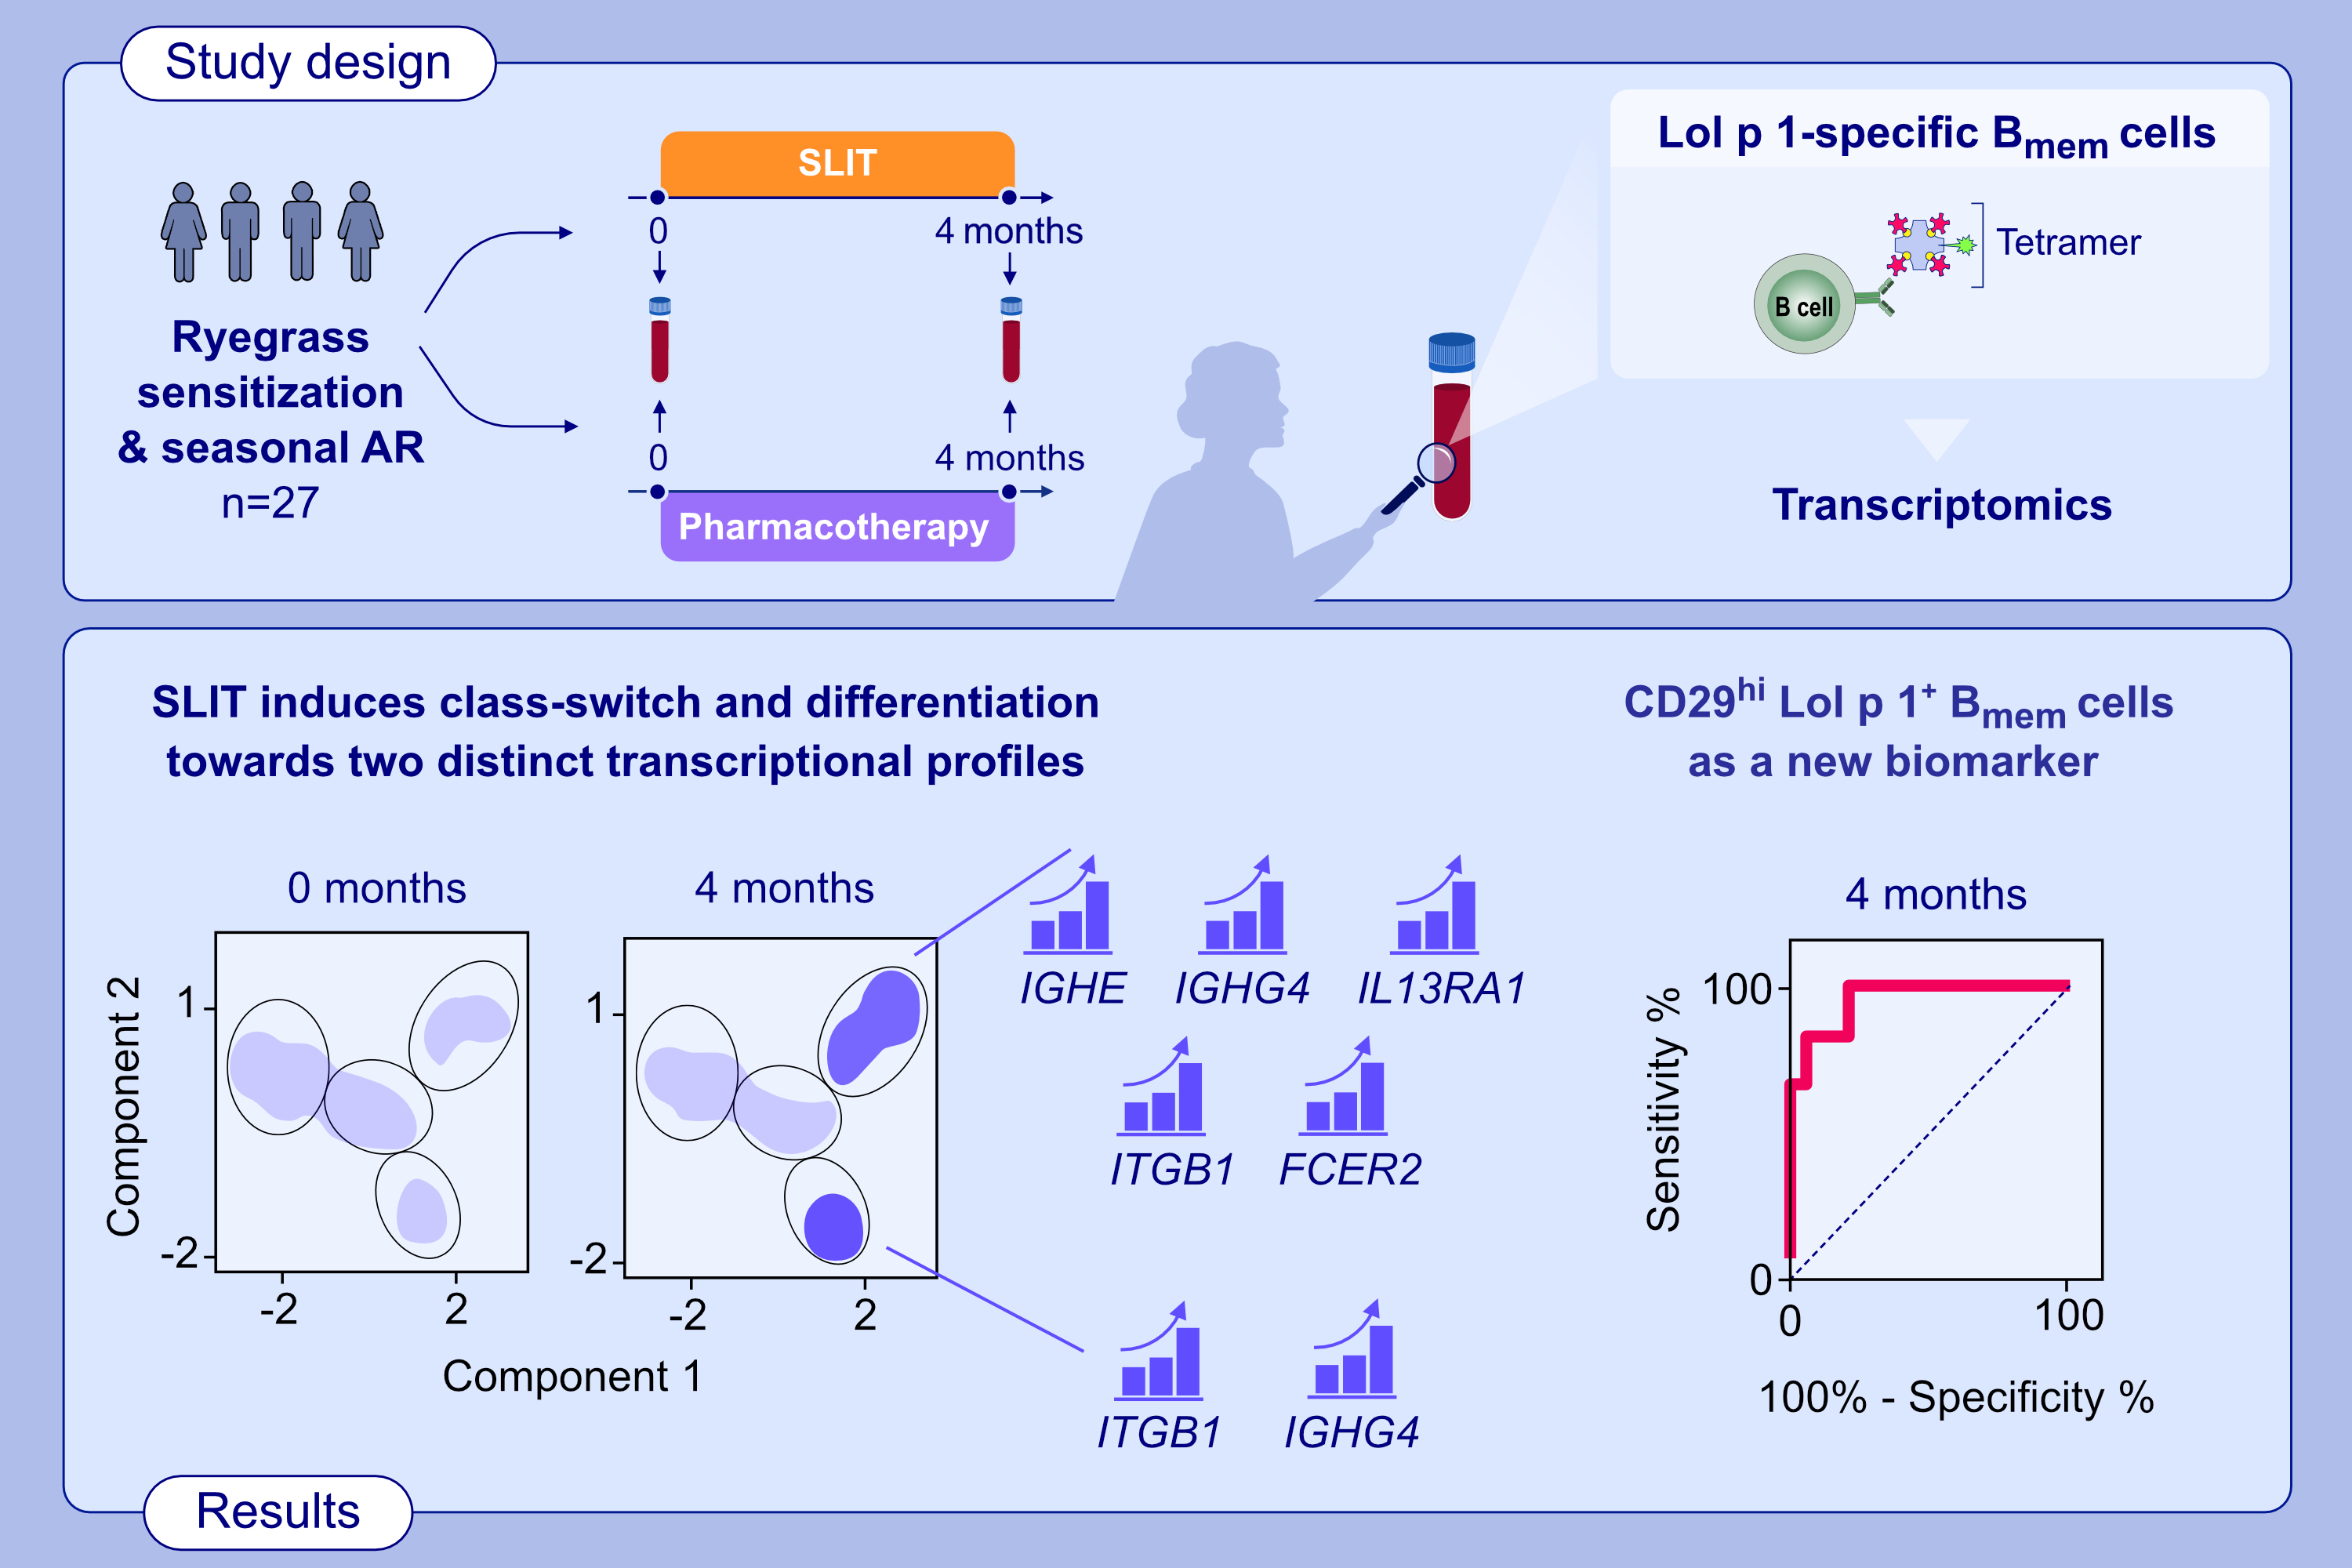 Study design
Ryegrass
sensitization
& seasonal AR
n=27
SLIT
0
4 months
0
4 months
Pharmacotherapy
Lol p 1-specific Bmem cells
B cell
Tetramer
Transcriptomics
SLIT induces class-switch and differentiation
towards two distinct transcriptional profiles
0 months
4 months
Component 2
1
-2
-2
2
1
-2
-2
2
Component 1
IGHE
IGHG4
IL13RA1
ITGB1
FCER2
ITGB1
IGHG4
CD29hi Lol p 1+ Bmem cells
as a new biomarker
4 months
Sensitivity %
100
0
0
100
100% - Specificity %
Results